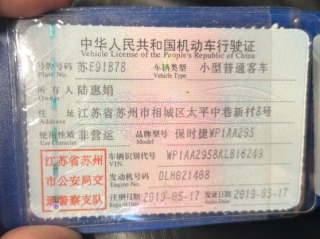 中华人民共和国机动车行驶证
Vehicle License of the People's Republic of China
号牌号码 苏E91B78 车辆类型 小型普通客车
Plate No. Vehicle Type
所有人 陆惠娟
Owner
住址 江苏省苏州市相城区太平中巷新村8号
Address
使用性质 非营运 品牌型号 保时捷WP1AA295
Use Character Model
江苏省苏州市公安局交通警察支队
车辆识别代号 WP1AA2958KLB16249
VIN
发动机号码 DLH021408
Engine No.
注册日期 2019-05-17 发证日期 2019-05-17
Register Date Issue Date